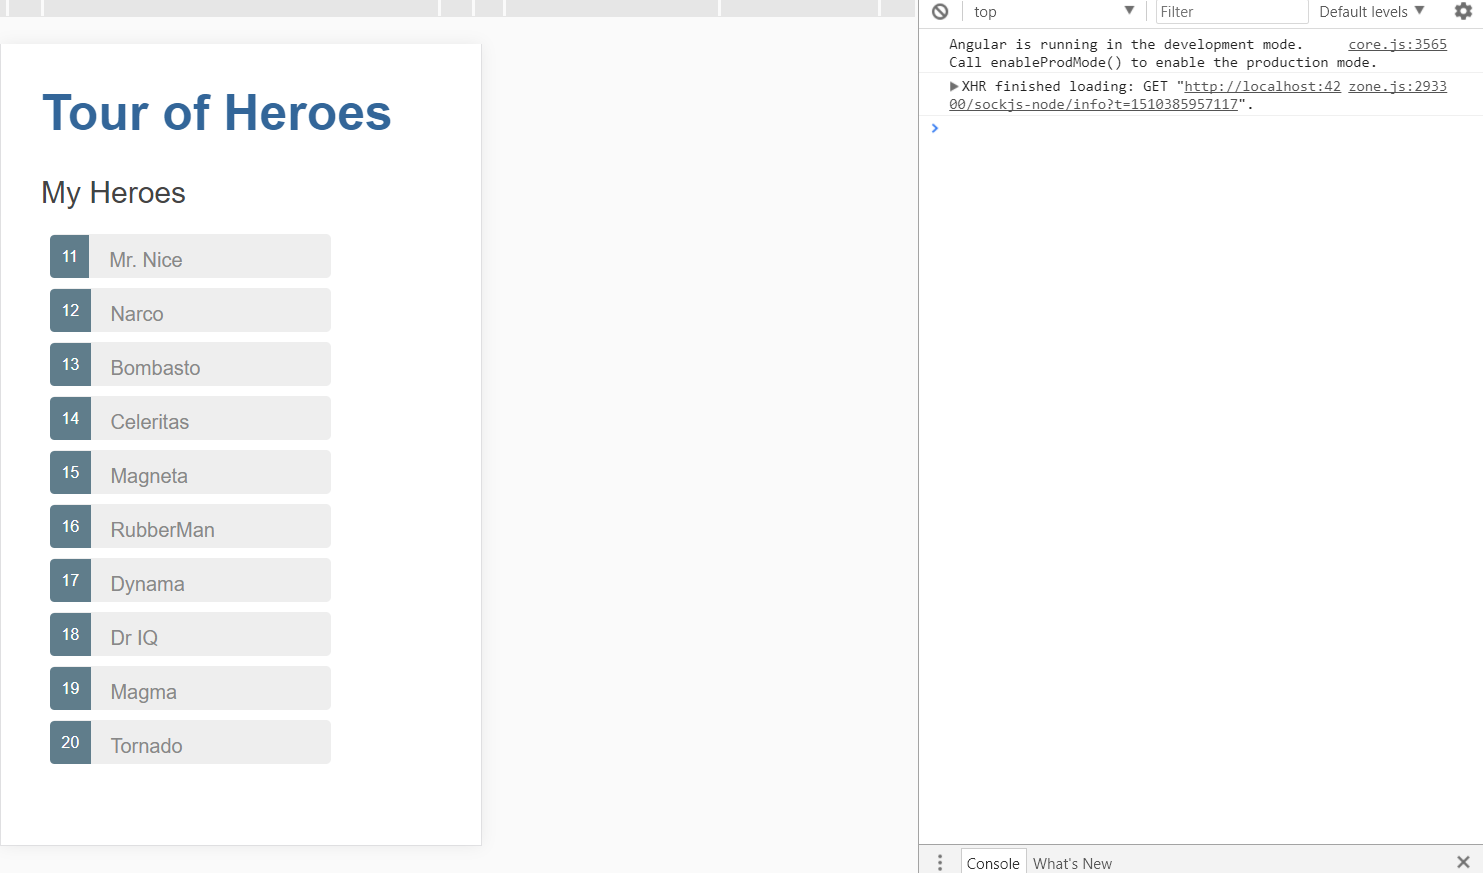 Tour of Heroes
My Heroes
11 Mr. Nice
12 Narco
13 Bombasto
14 Celeritas
15 Magneta
16 RubberMan
17 Dynama
18 Dr IQ
19 Magma
20 Tornado
top Filter Default levels
Angular is running in the development mode. core.js:3565
Call enableProdMode() to enable the production mode.
XHR finished loading: GET "http://localhost:42 zone.js:2933
00/sockjs-node/info?t=1510385957117".
Console What's New